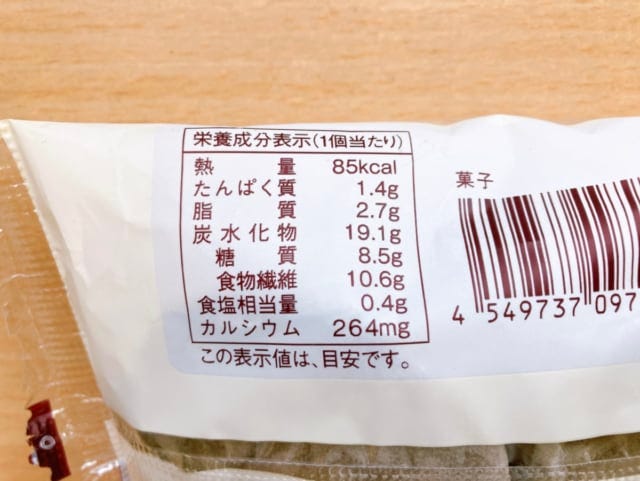 栄養成分表示(1個当たり)
熱量 85kcal
たんぱく質 1.4g
脂質 2.7g
炭水化物 19.1g
糖質 8.5g
食物繊維 10.6g
食塩相当量 0.4g
カルシウム 264mg
この表示値は、目安です。
菓子
4 549737 097